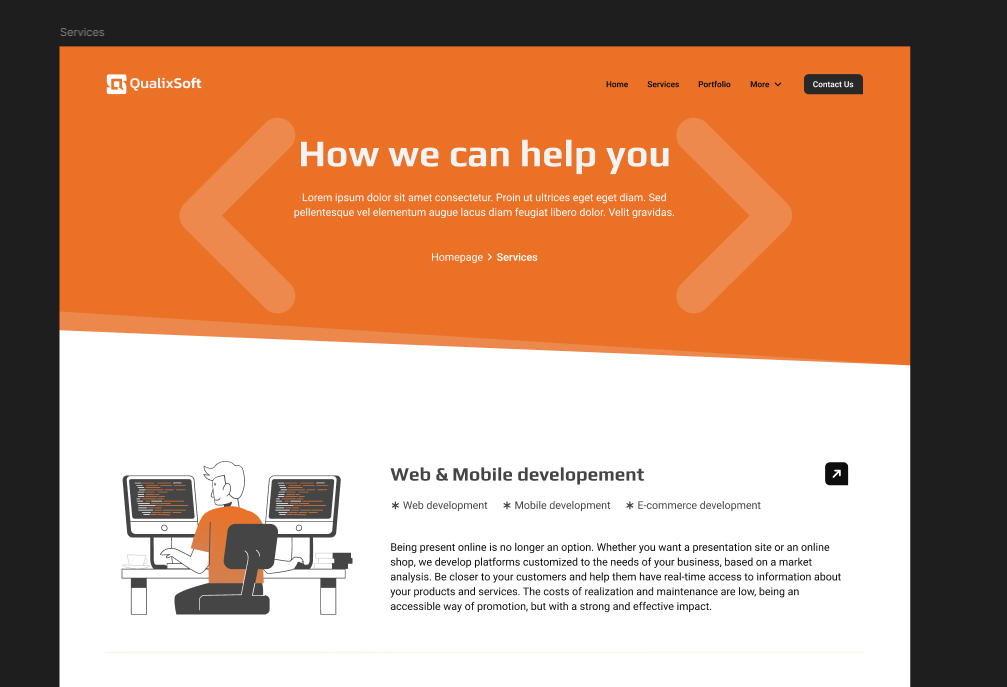 Services
QualixSoft
Home Services Portfolio More Contact Us
How we can help you
Lorem ipsum dolor sit amet consectetur. Proin ut ultrices eget eget diam. Sed
pellentesque vel elementum augue lacus diam feugiat libero dolor. Velit gravidas.
Homepage > Services
Web & Mobile developement
* Web development * Mobile development * E-commerce development
Being present online is no longer an option. Whether you want a presentation site or an online
shop, we develop platforms customized to the needs of your business, based on a market
analysis. Be closer to your customers and help them have real-time access to information about
your products and services. The costs of realization and maintenance are low, being an
accessible way of promotion, but with a strong and effective impact.